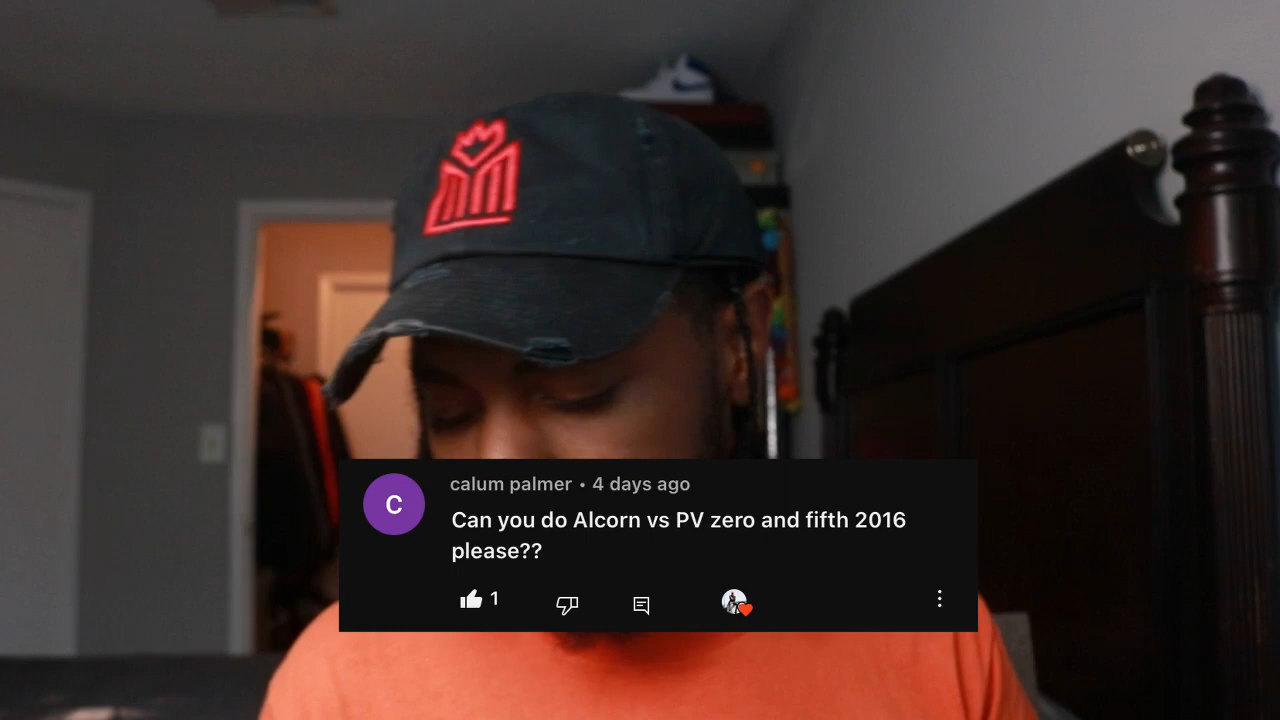 C
calum palmer • 4 days ago
Can you do Alcorn vs PV zero and fifth 2016
please??
1